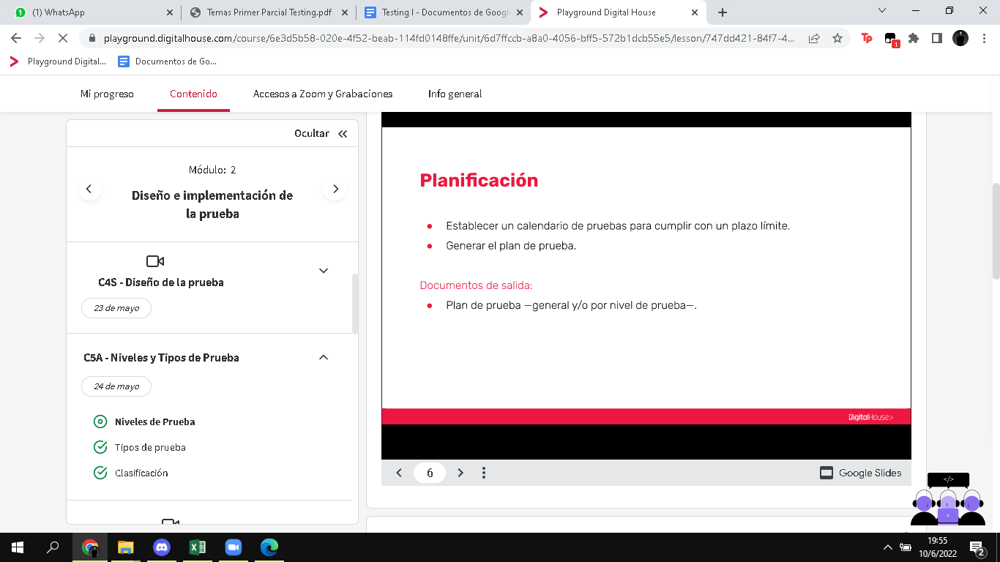 (1) WhatsApp
Temas Primer Parcial Testing.pdf
Testing I - Documentos de Googl
Playground Digital House
playground.digitalhouse.com/course/6e3d5b58-020e-4f52-beab-114fd0148ffe/unit/6d7ffccb-a8a0-4056-bff5-572b1dcb55e5/lesson/747dd421-84f7-4...
Tp
1
Playground Digital...
Documentos de Go...
Mi progreso
Contenido
Accesos a Zoom y Grabaciones
Info general
Ocultar
Módulo: 2
Diseño e implementación de
la prueba
C4S - Diseño de la prueba
23 de mayo
C5A - Niveles y Tipos de Prueba
24 de mayo
Niveles de Prueba
Tipos de prueba
Clasificación
Planificación
Establecer un calendario de pruebas para cumplir con un plazo límite.
Generar el plan de prueba.
Documentos de salida:
Plan de prueba —general y/o por nivel de prueba—.
DigitalHouse>
6
Google Slides
</>
19:55
10/6/2022
2